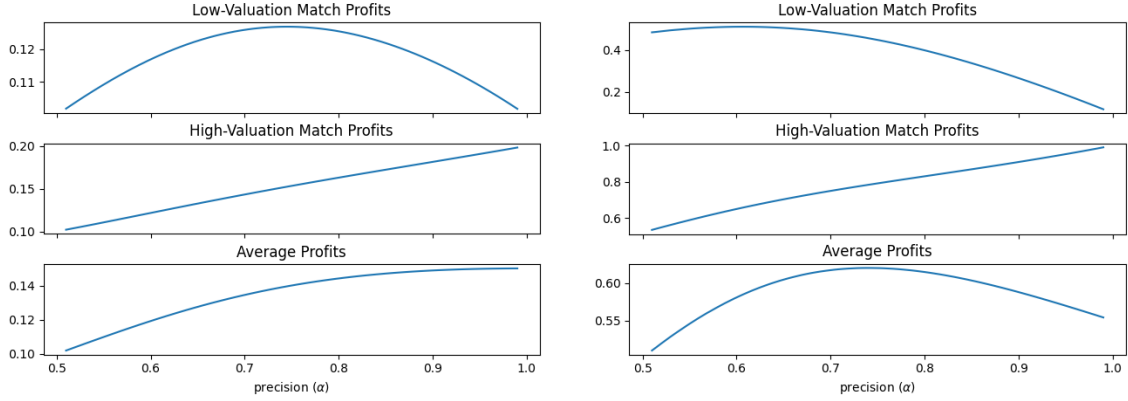 Low-Valuation Match Profits
0.12
0.11
High-Valuation Match Profits
0.20
0.15
0.10
Average Profits
0.14
0.12
0.10
0.5 0.6 0.7 0.8 0.9 1.0
precision (α)
Low-Valuation Match Profits
0.4
0.2
High-Valuation Match Profits
1.0
0.8
0.6
Average Profits
0.60
0.55
0.5 0.6 0.7 0.8 0.9 1.0
precision (α)